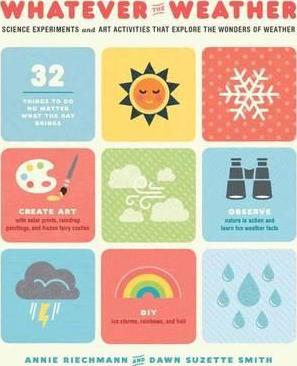 WHATEVER THE WEATHER
SCIENCE EXPERIMENTS and ART ACTIVITIES THAT EXPLORE THE WONDERS OF WEATHER
32
THINGS TO DO
NO MATTER
WHAT THE DAY
BRINGS
CREATE ART
with solar prints, raindrop
paintings, and frozen fairy castles
OBSERVE
nature in action and
learn fun weather facts
DIY
ice storms, rainbows, and hail
ANNIE RIECHMANN AND DAWN SUZETTE SMITH